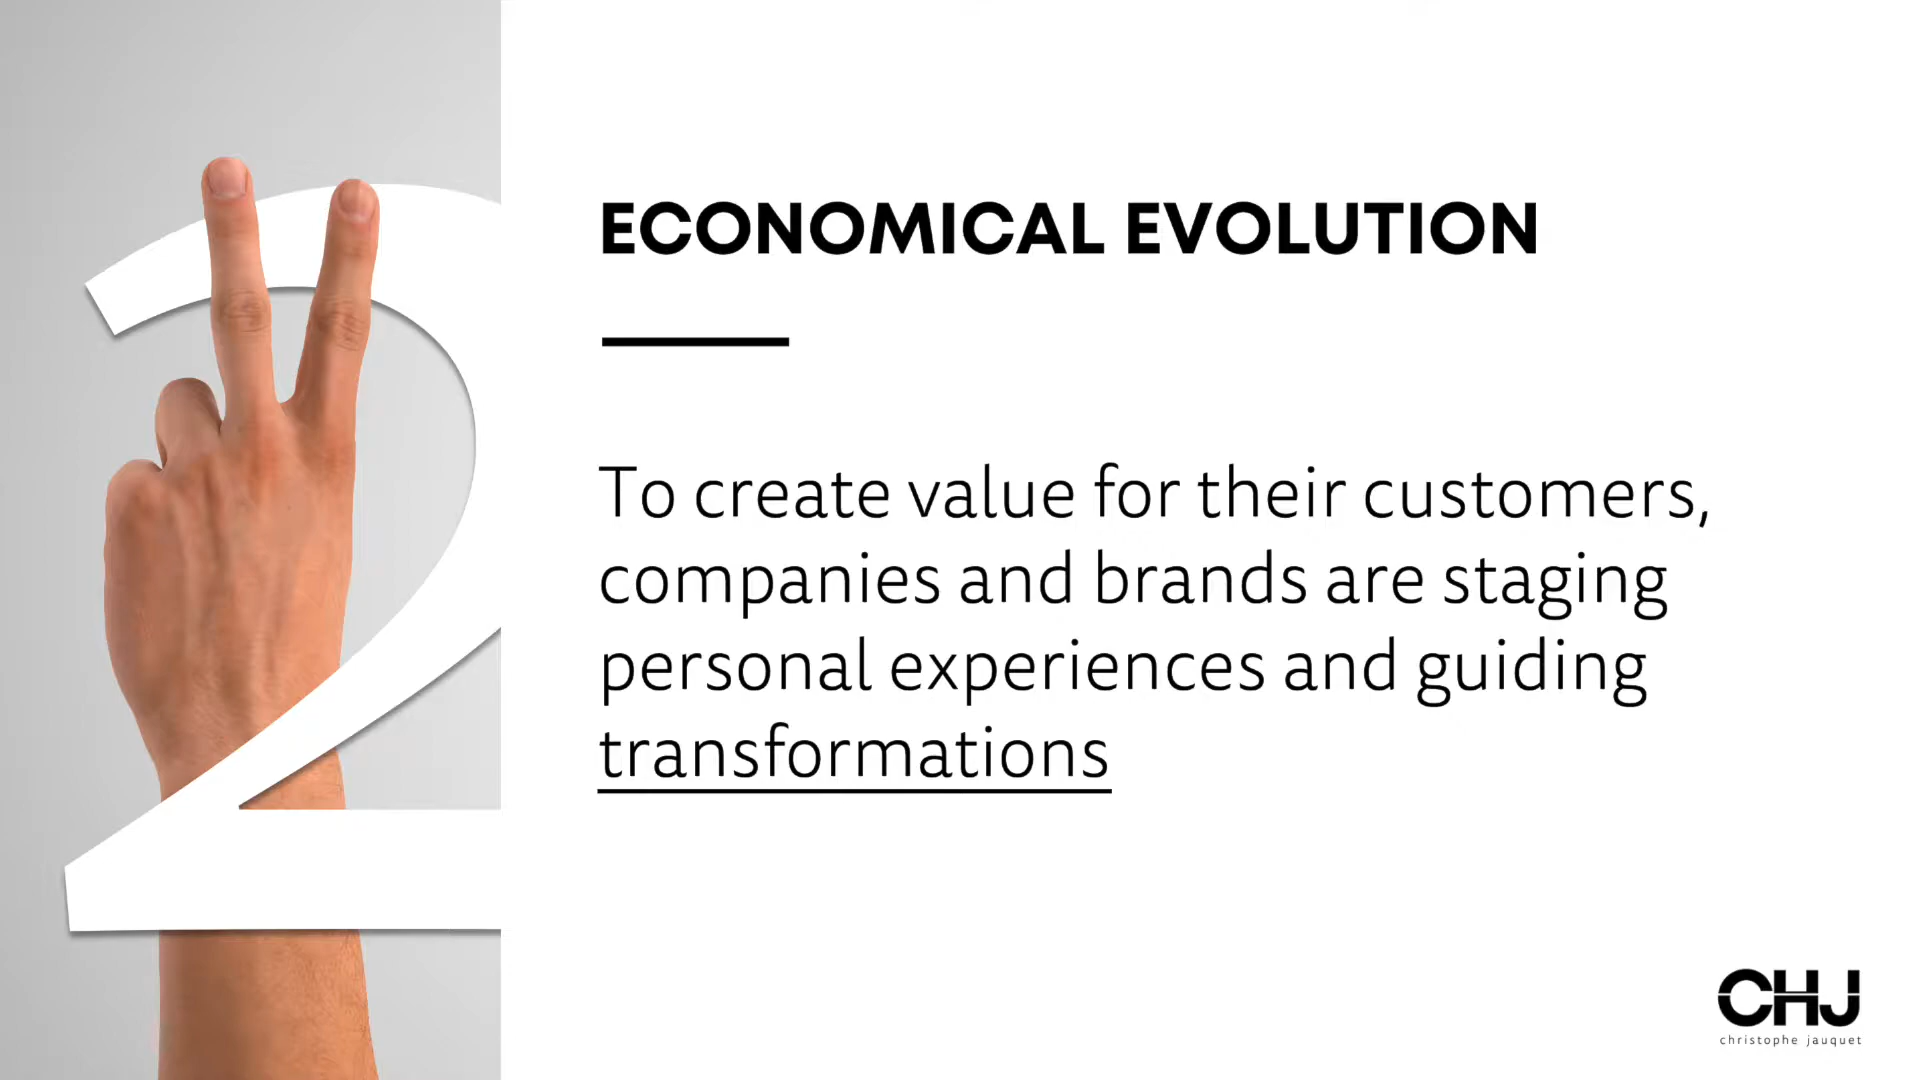 2
ECONOMICAL EVOLUTION
To create value for their customers,
companies and brands are staging
personal experiences and guiding
transformations
CHJ
christophe jauquet